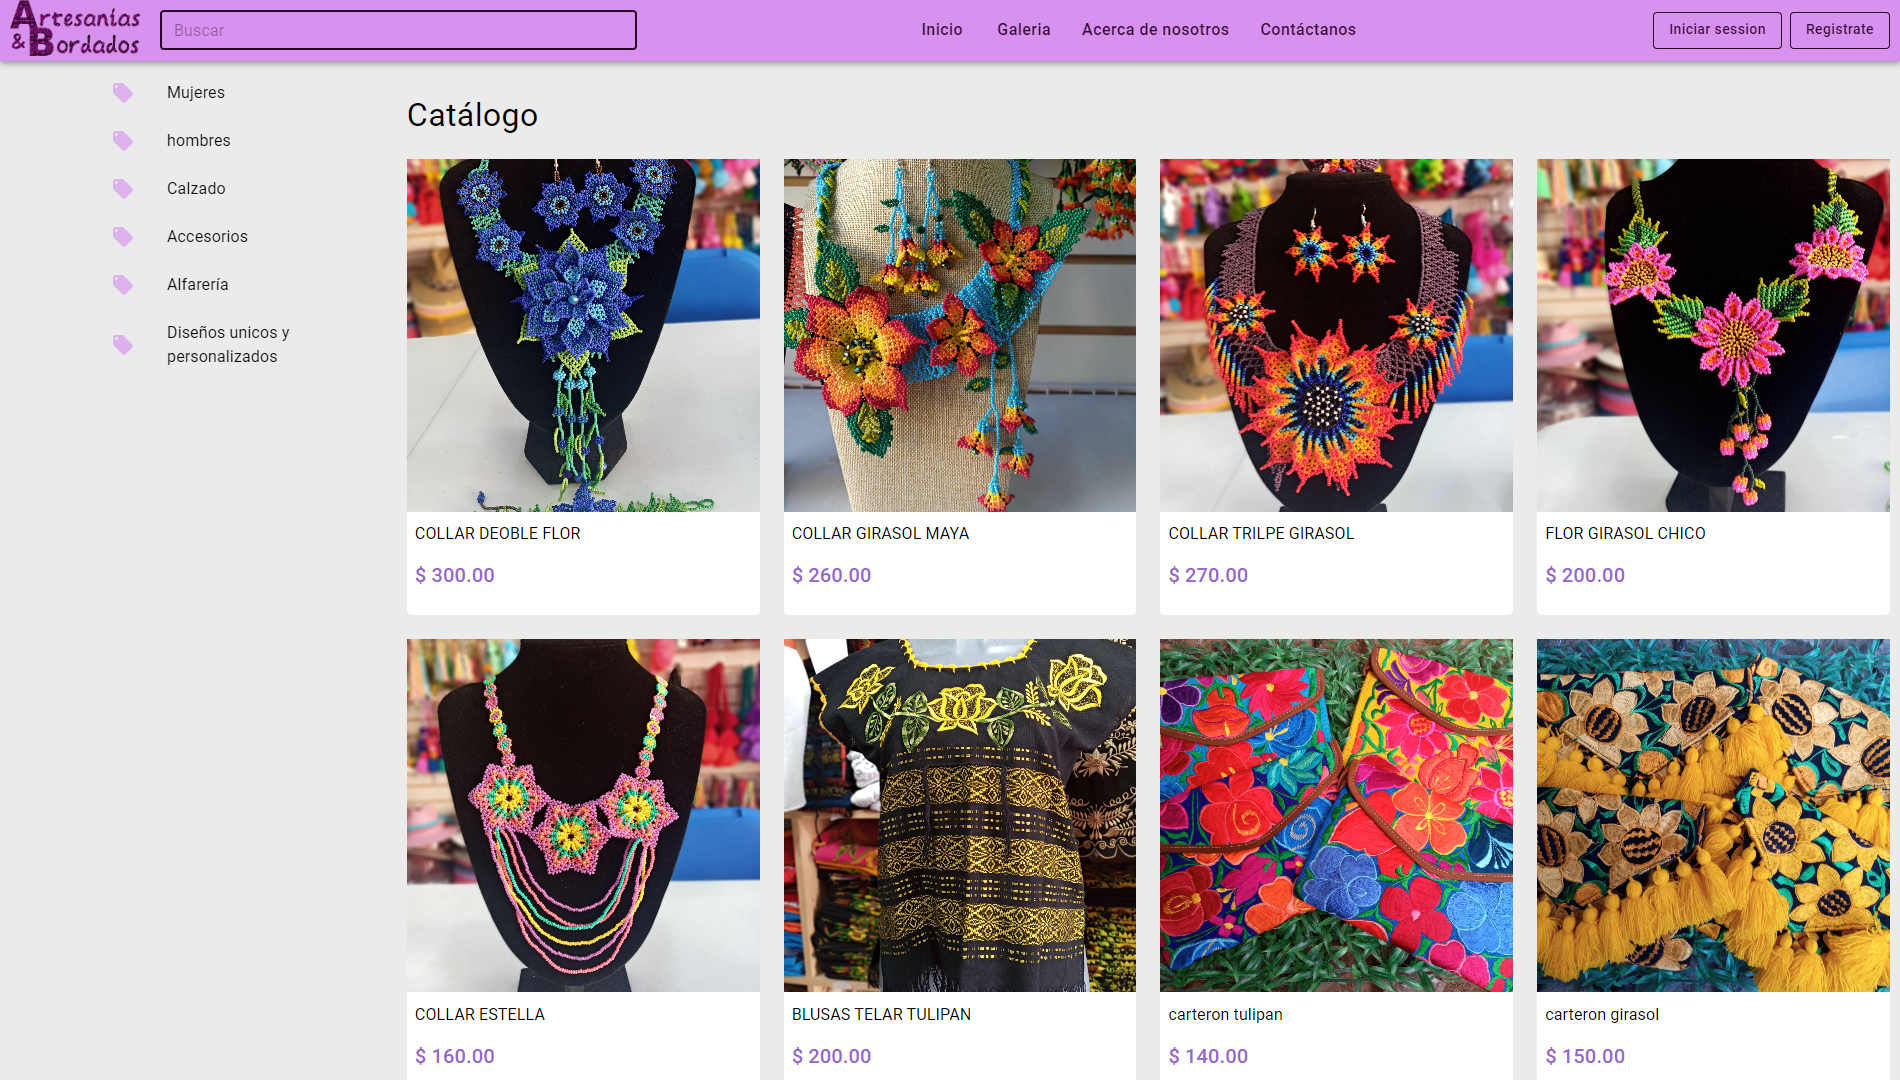 Artesanías
& Bordados
Buscar
Inicio
Galeria
Acerca de nosotros
Contáctanos
Iniciar session
Registrate
Mujeres
hombres
Calzado
Accesorios
Alfarería
Diseños unicos y
personalizados
Catálogo
COLLAR DEOBLE FLOR
$ 300.00
COLLAR GIRASOL MAYA
$ 260.00
COLLAR TRILPE GIRASOL
$ 270.00
FLOR GIRASOL CHICO
$ 200.00
COLLAR ESTELLA
$ 160.00
BLUSAS TELAR TULIPAN
$ 200.00
carteron tulipan
$ 140.00
carteron girasol
$ 150.00